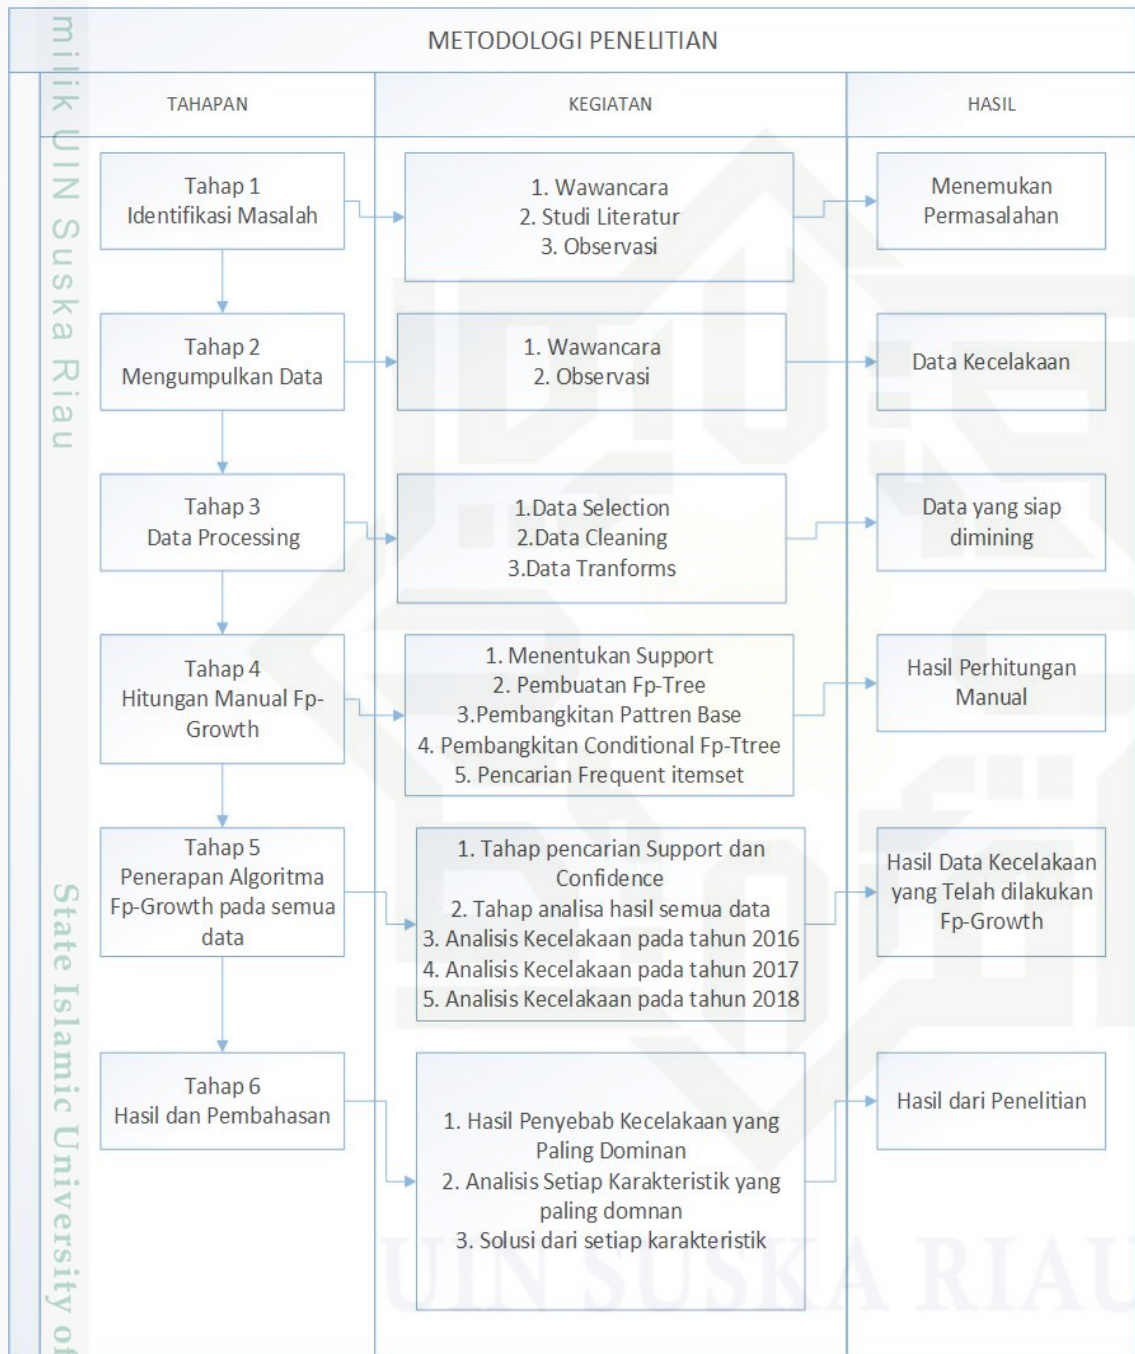 METODOLOGI PENELITIAN
TAHAPAN
KEGIATAN
HASIL
Tahap 1
Identifikasi Masalah
1. Wawancara
2. Studi Literatur
3. Observasi
Menemukan
Permasalahan
Tahap 2
Mengumpulkan Data
1. Wawancara
2. Observasi
Data Kecelakaan
Tahap 3
Data Processing
1.Data Selection
2.Data Cleaning
3.Data Tranforms
Data yang siap
dimining
Tahap 4
Hitungan Manual Fp-
Growth
1. Menentukan Support
2. Pembuatan Fp-Tree
3.Pembangkitan Pattren Base
4. Pembangkitan Conditional Fp-Ttree
5. Pencarian Frequent itemset
Hasil Perhitungan
Manual
Tahap 5
Penerapan Algoritma
Fp-Growth pada semua
data
1. Tahap pencarian Support dan
Confidence
2. Tahap analisa hasil semua data
3. Analisis Kecelakaan pada tahun 2016
4. Analisis Kecelakaan pada tahun 2017
5. Analisis Kecelakaan pada tahun 2018
Hasil Data Kecelakaan
yang Telah dilakukan
Fp-Growth
Tahap 6
Hasil dan Pembahasan
1. Hasil Penyebab Kecelakaan yang
Paling Dominan
2. Analisis Setiap Karakteristik yang
paling domnan
3. Solusi dari setiap karakteristik
Hasil dari Penelitian
milik UIN Suska Riau
State Islamic University of
UIN SUSKA RIAU